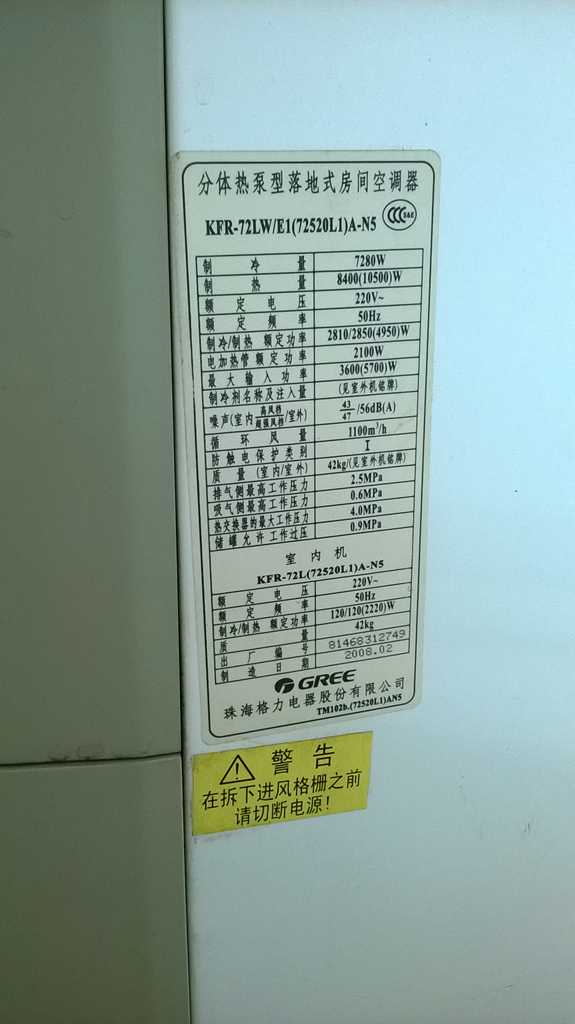 分体热泵型落地式房间空调器
KFR-72LW/E1(72520L1)A-N5 CCC S&E
制冷量 7280W
制热量 8400(10500)W
额定电压 220V~
额定频率 50Hz
制冷/制热 额定功率 2810/2850(4950)W
电加热管 额定功率 2100W
最大输入功率 3600(5700)W
制冷剂名称及注入量 (见室外机铭牌)
噪声(室内高风档/超强风档/室外) 43/47/56dB(A)
循环风量 1100m³/h
防触电保护类别 I
质量(室内/室外) 42kg/(见室外机铭牌)
排气侧最高工作压力 2.5MPa
吸气侧最高工作压力 0.6MPa
热交换器的最大工作压力 4.0MPa
储罐允许工作过压 0.9MPa
室内机
KFR-72L(72520L1)A-N5
额定电压 220V~
额定频率 50Hz
制冷/制热 额定功率 120/120(2220)W
质量 42kg
出厂编号 81468312749
制造日期 2008.02
GREE
珠海格力电器股份有限公司
TM102b.(72520L1)AN5
警告
在拆下进风格栅之前
请切断电源!